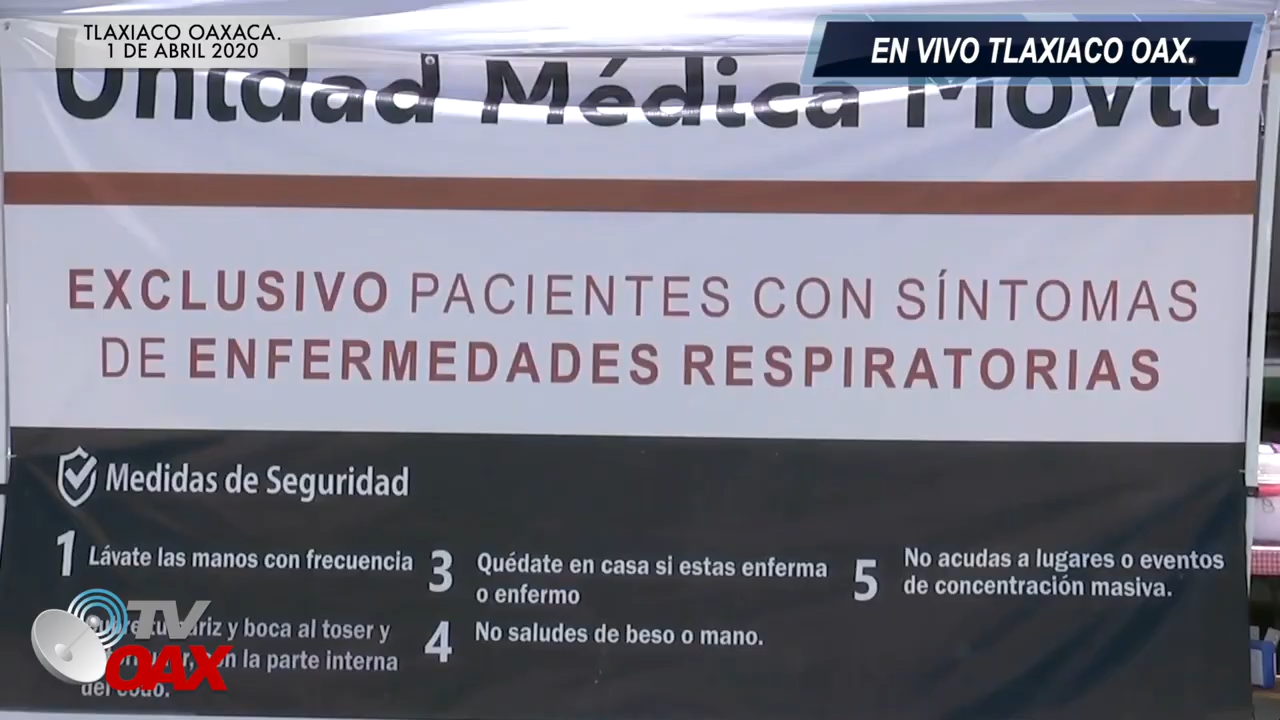 TLAXIACO OAXACA.
1 DE ABRIL 2020
EN VIVO TLAXIACO OAX.
Unidad Médica Móvil
EXCLUSIVO PACIENTES CON SÍNTOMAS
DE ENFERMEDADES RESPIRATORIAS
Medidas de Seguridad
1 Lávate las manos con frecuencia
nariz y boca al toser y
la parte interna
del codo.
3 Quédate en casa si estas enferma
o enfermo
4 No saludes de beso o mano.
5 No acudas a lugares o eventos
de concentración masiva.
TV
OAX